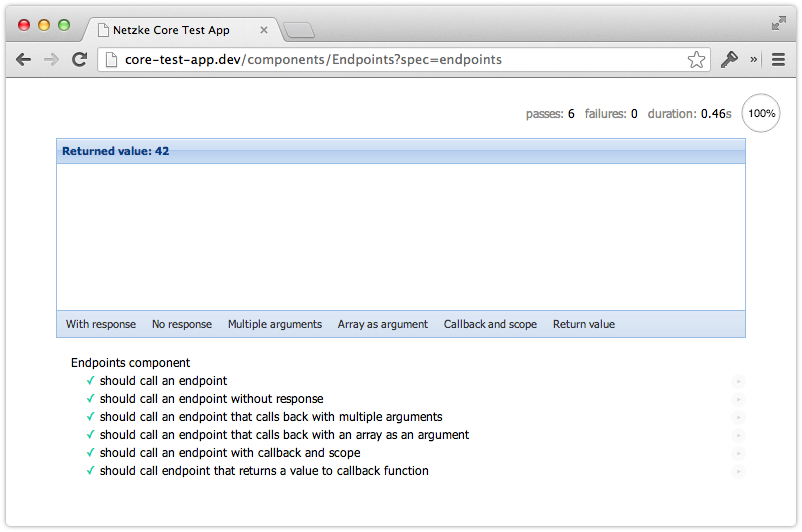 Netzke Core Test App
core-test-app.dev/components/Endpoints?spec=endpoints
passes: 6 failures: 0 duration: 0.46s 100%
Returned value: 42
With response No response Multiple arguments Array as argument Callback and scope Return value
Endpoints component
✓ should call an endpoint
✓ should call an endpoint without response
✓ should call an endpoint that calls back with multiple arguments
✓ should call an endpoint that calls back with an array as an argument
✓ should call an endpoint with callback and scope
✓ should call endpoint that returns a value to callback function